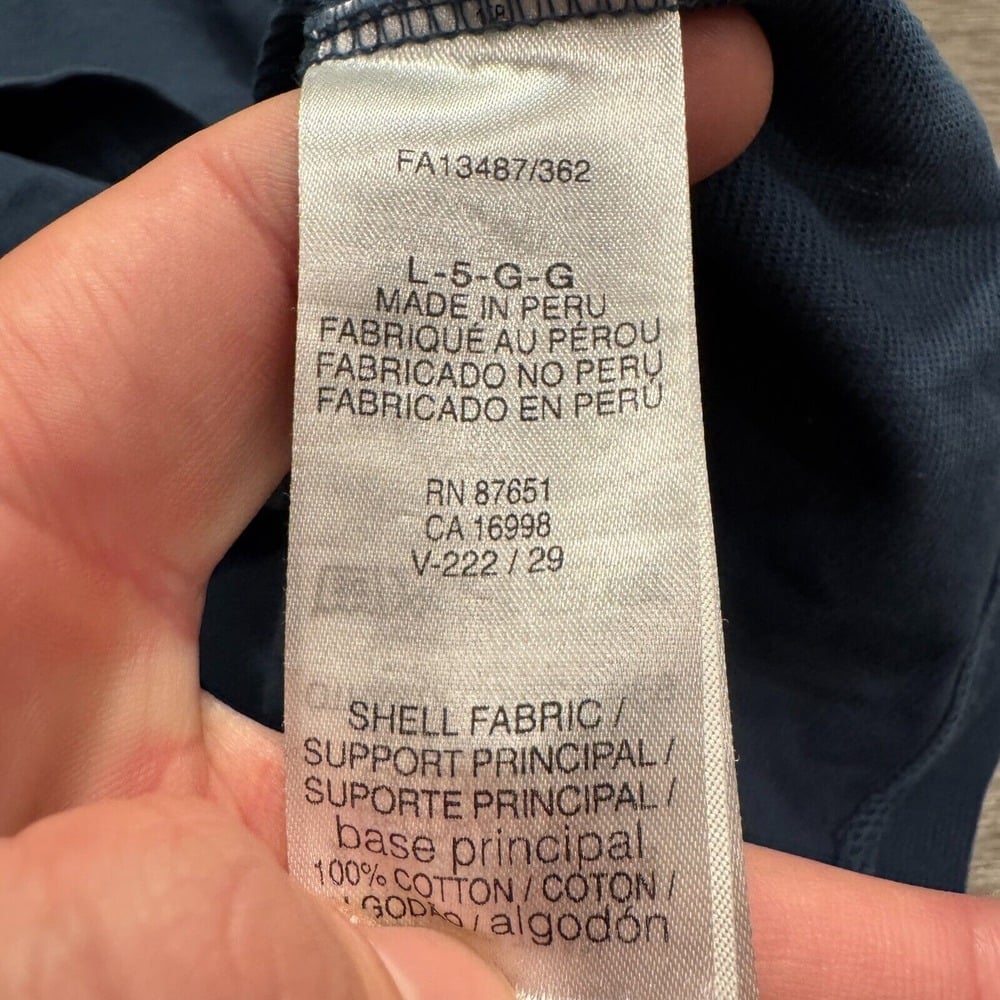 FA13487/362
L-5-G-G
MADE IN PERU
FABRIQUÉ AU PÉROU
FABRICADO NO PERU
FABRICADO EN PERÚ
RN 87651
CA 16998
V-222 / 29
SHELL FABRIC /
SUPPORT PRINCIPAL /
SUPORTE PRINCIPAL /
base principal
100% COTTON / COTON /
/ algodón